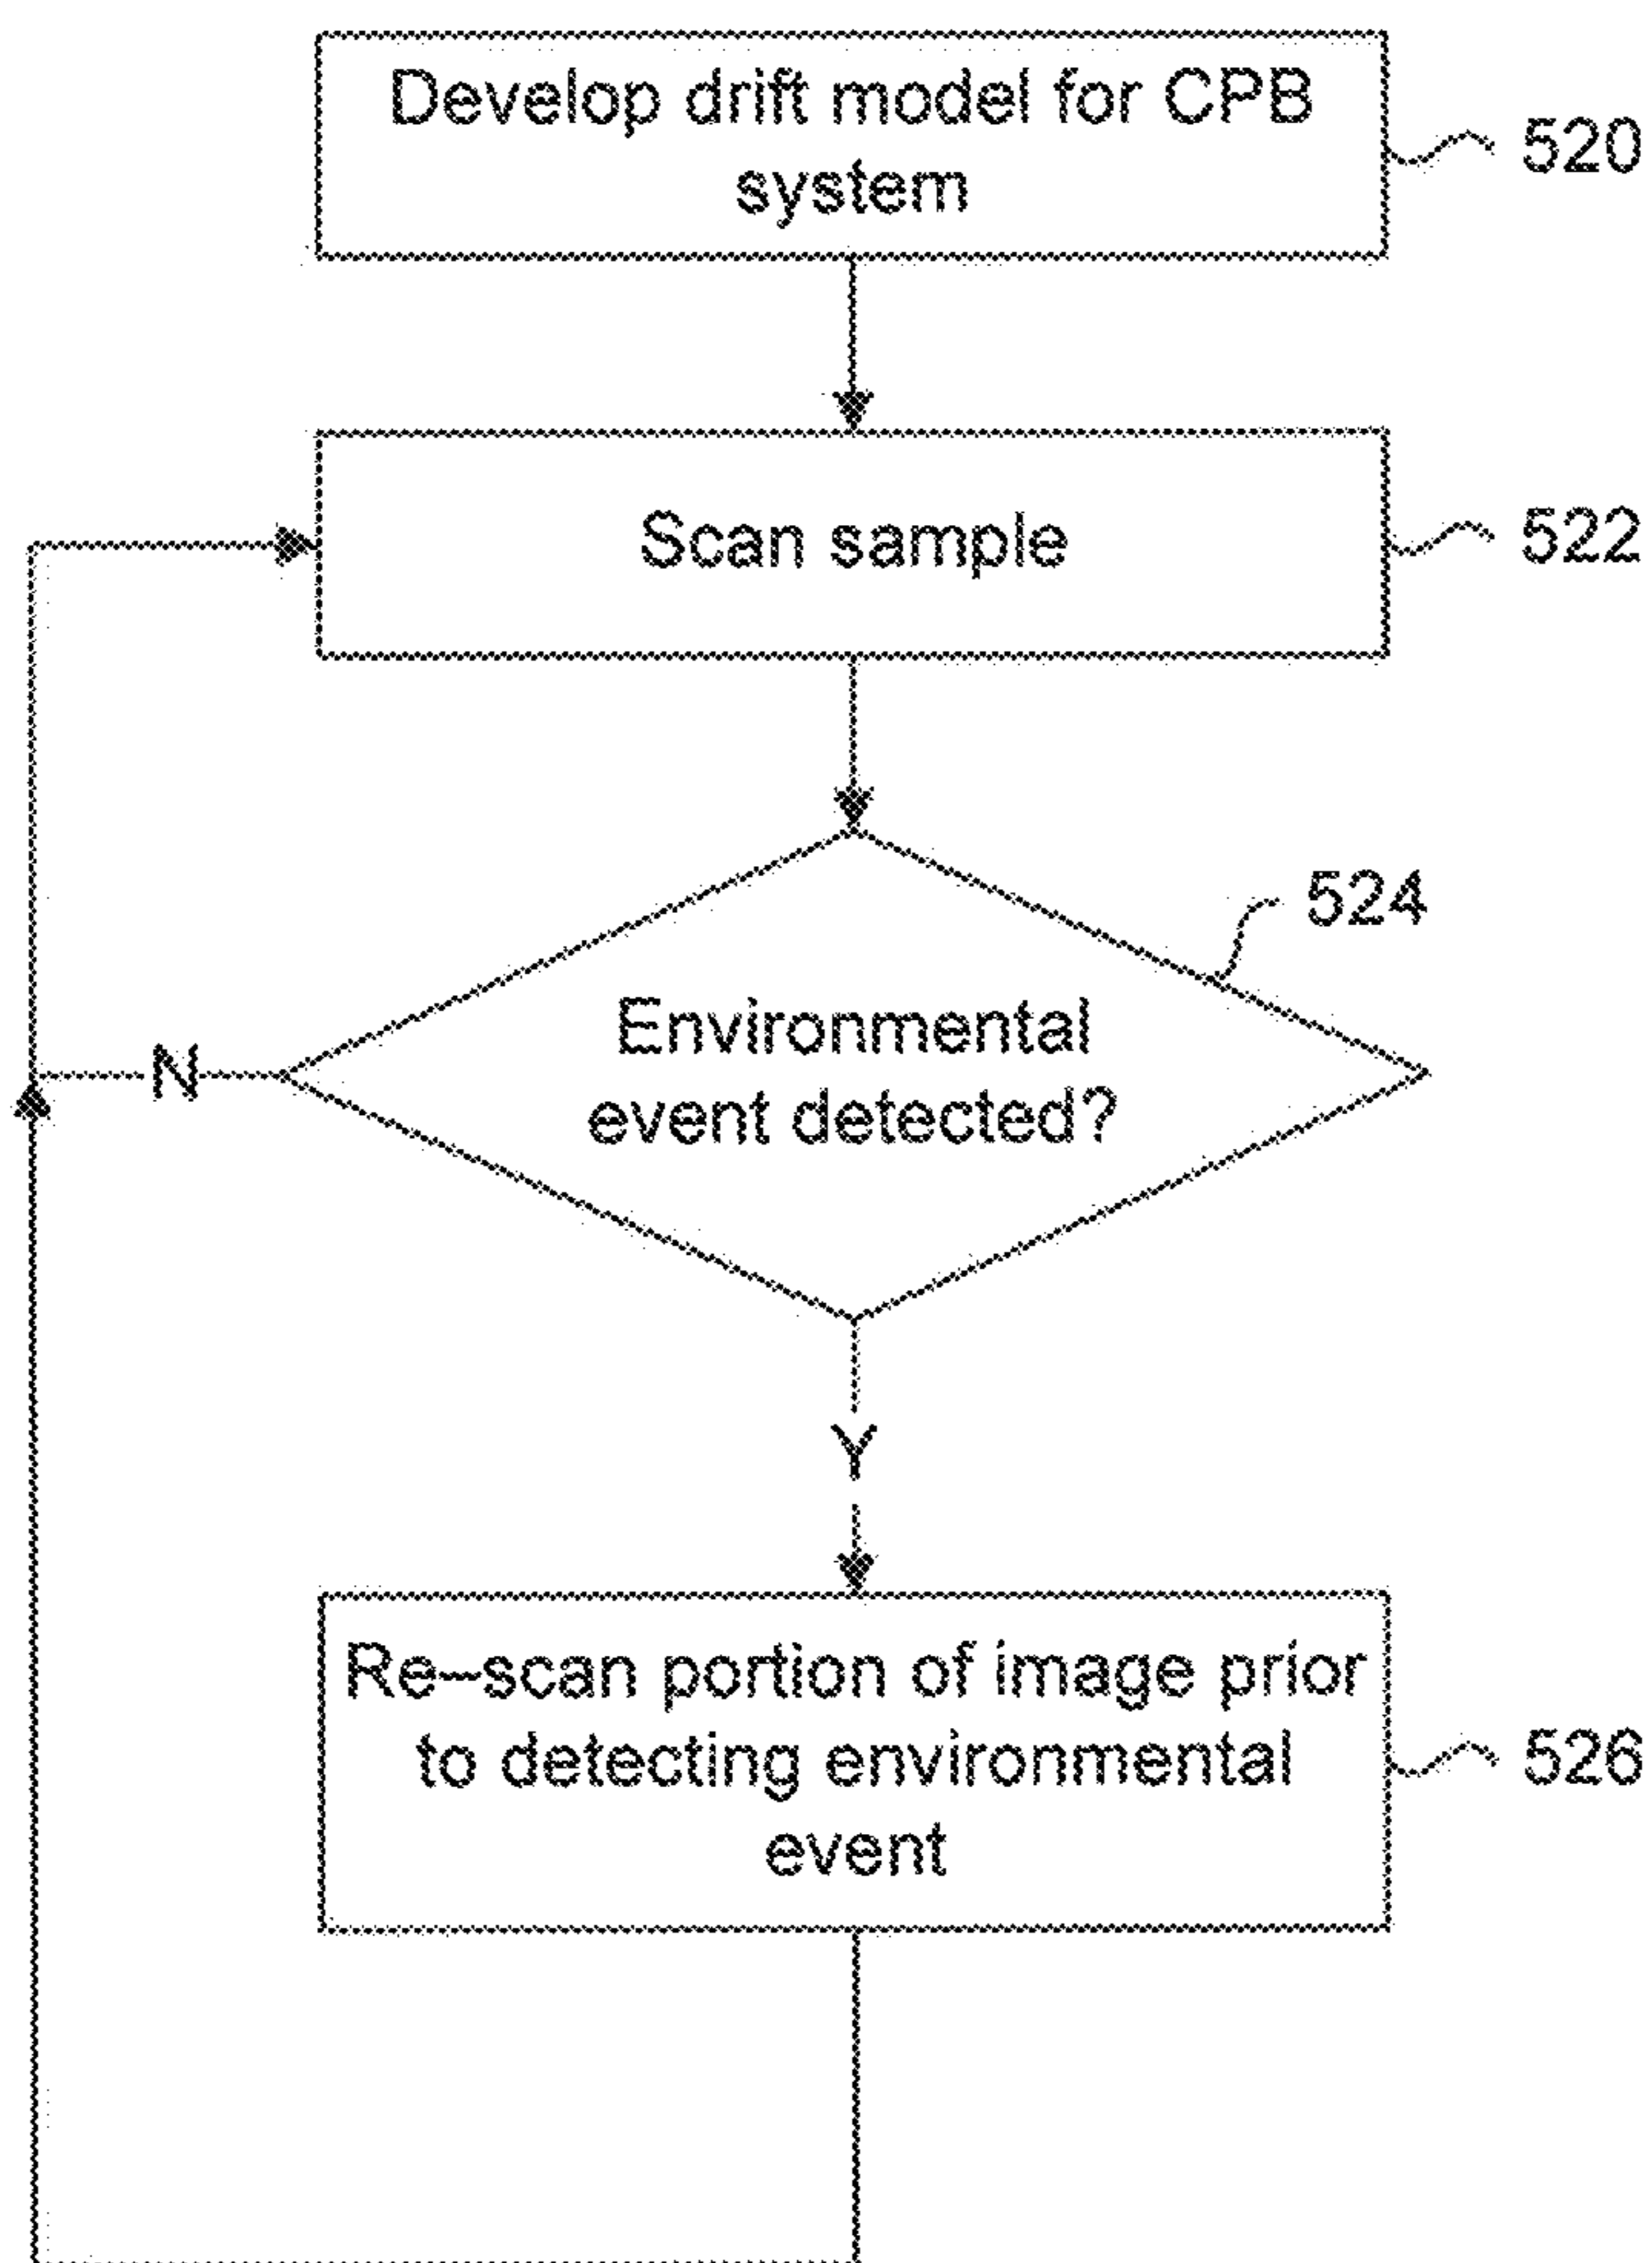 Develop drift model for CPB
system
520
Scan sample
522
524
Environmental
event detected?
N
Y
Re-scan portion of image prior
to detecting environmental
event
526